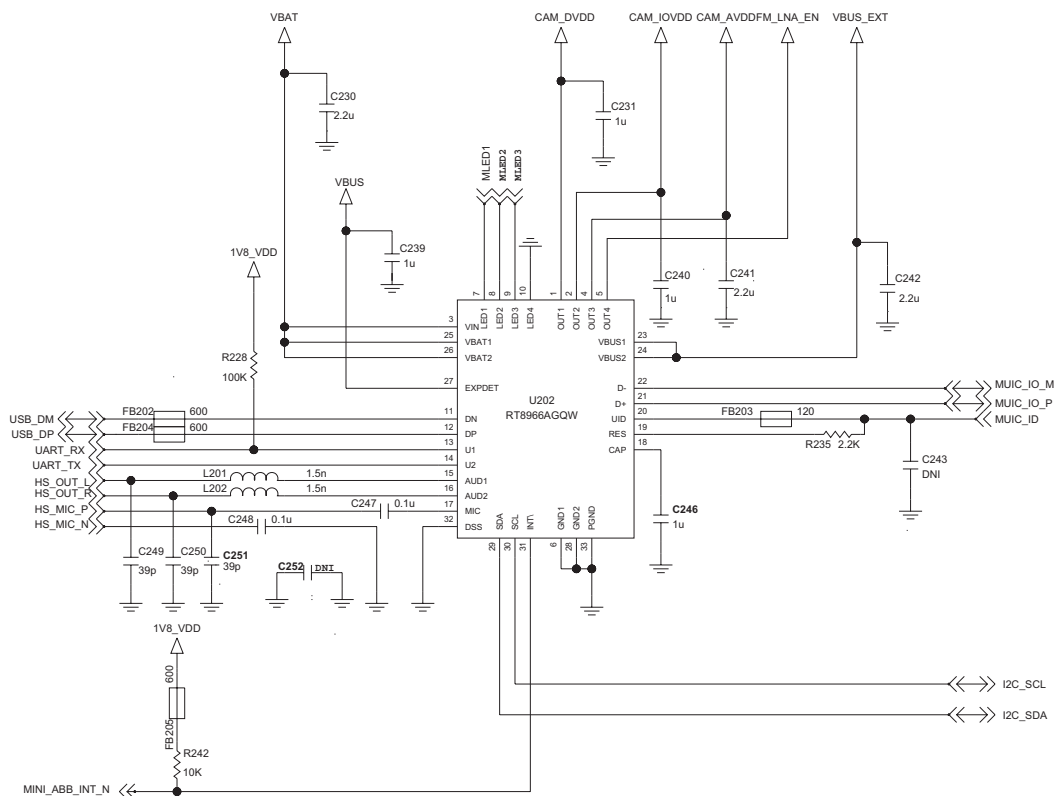 VBAT
CAM_DVDD
CAM_IOVDD
CAM_AVDD
FM_LNA_EN
VBUS_EXT
C230
2.2u
C231
1u
MLED1
MLED2
MLED3
VBUS
C239
1u
1V8_VDD
C240
1u
C241
2.2u
C242
2.2u
7
8
9
10
1
2
4
5
LED1
LED2
LED3
LED4
OUT1
OUT2
OUT3
OUT4
3
VIN
25
VBAT1
26
VBAT2
23
VBUS1
24
VBUS2
R228
100K
27
EXPDET
U202
RT8966AGQW
D-
22
MUIC_IO_M
D+
21
MUIC_IO_P
USB_DM
FB202
600
11
DN
UID
20
FB203
120
MUIC_ID
USB_DP
FB204
600
12
DP
RES
19
R235
2.2K
UART_RX
13
U1
CAP
18
UART_TX
14
U2
C243
DNI
HS_OUT_L
L201
1.5n
15
AUD1
HS_OUT_R
L202
1.5n
16
AUD2
HS_MIC_P
C247
0.1u
17
MIC
HS_MIC_N
C248
0.1u
32
DSS
C246
1u
SDA
SCL
INT\
GND1
GND2
PGND
29
30
31
6
28
33
C249
39p
C250
39p
C251
39p
C252
DNI
1V8_VDD
600
FB205
I2C_SCL
I2C_SDA
R242
10K
MINI_ABB_INT_N